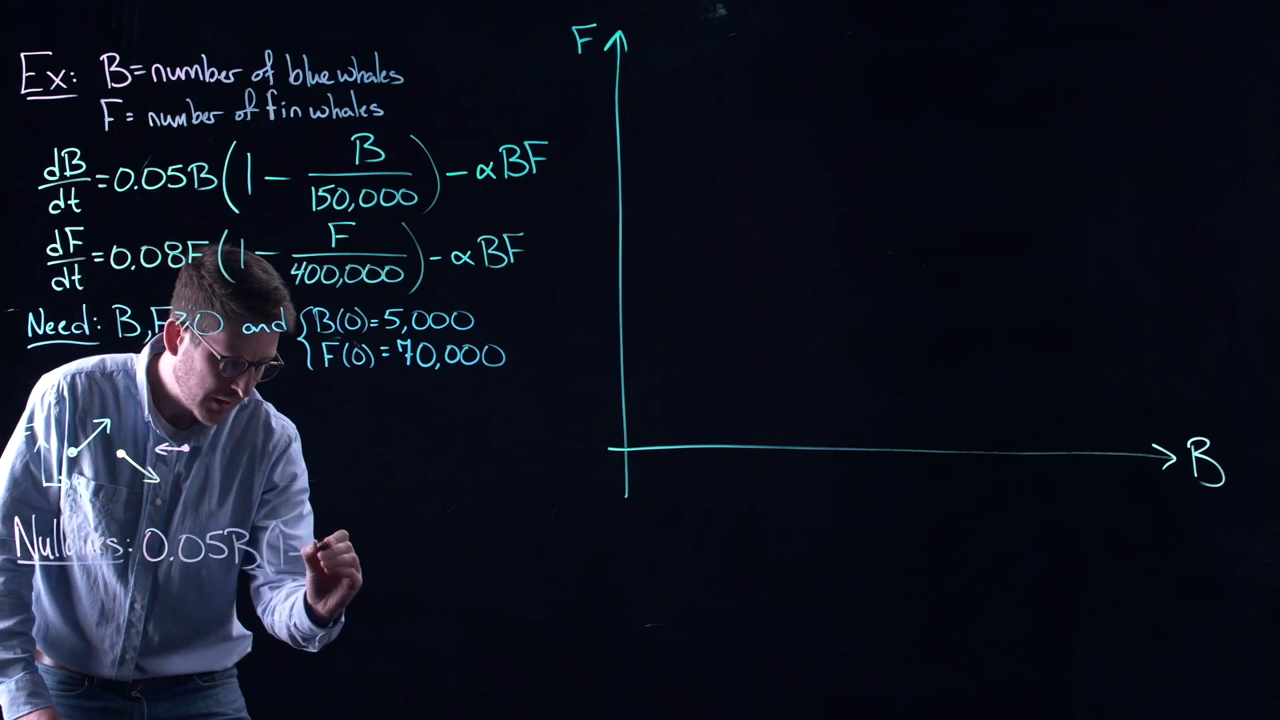 Ex: B=number of blue whales
F= number of fin whales
dB/dt = 0.05B(1 - B/150,000) - αBF
dF/dt = 0.08F(1 - F/400,000) - αBF
Need: B,F≥0 and { B(0)=5,000
{ F(0)=70,000
F
Nullclines: 0.05B(1-
F
B